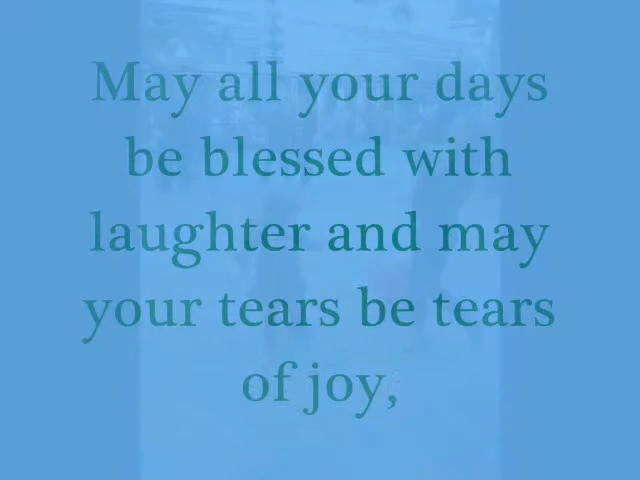 May all your days
be blessed with
laughter and may
your tears be tears
of joy,